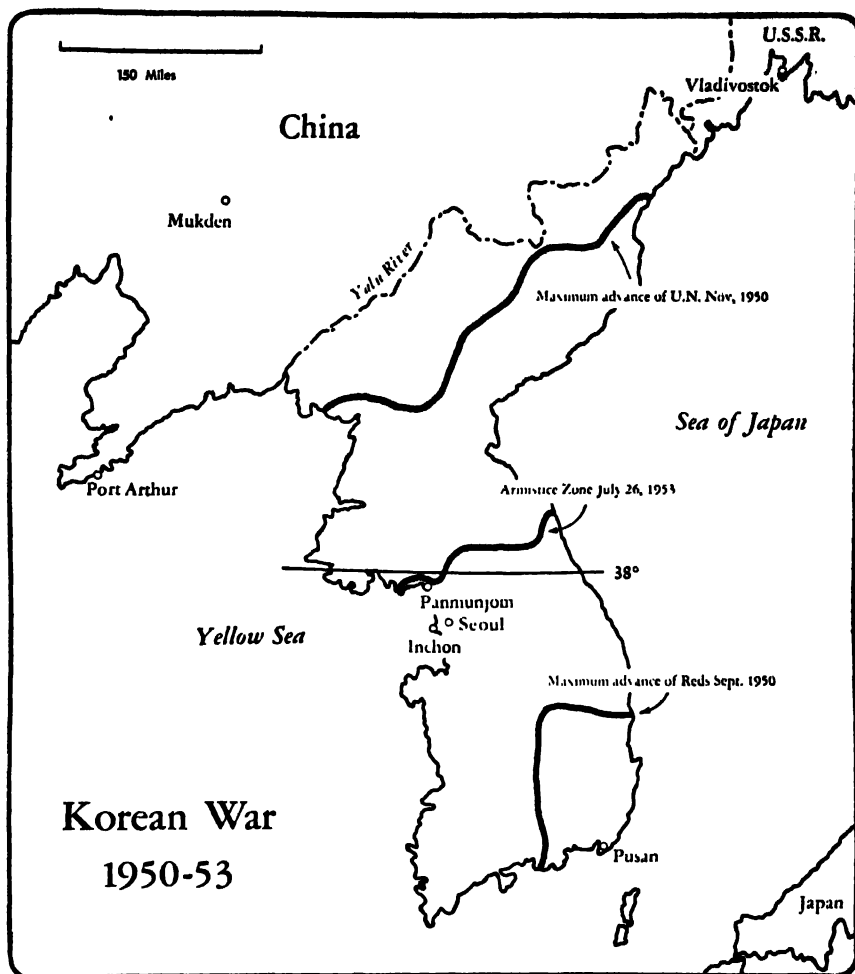 U.S.S.R.
150 Miles
Vladivostok
China
Mukden
Yalu River
Maximum advance of U.N. Nov, 1950
Sea of Japan
Port Arthur
Armistice Zone July 26, 1953
38°
Panmunjom
Seoul
Yellow Sea
Inchon
Maximum advance of Reds Sept. 1950
Korean War
1950-53
Pusan
Japan